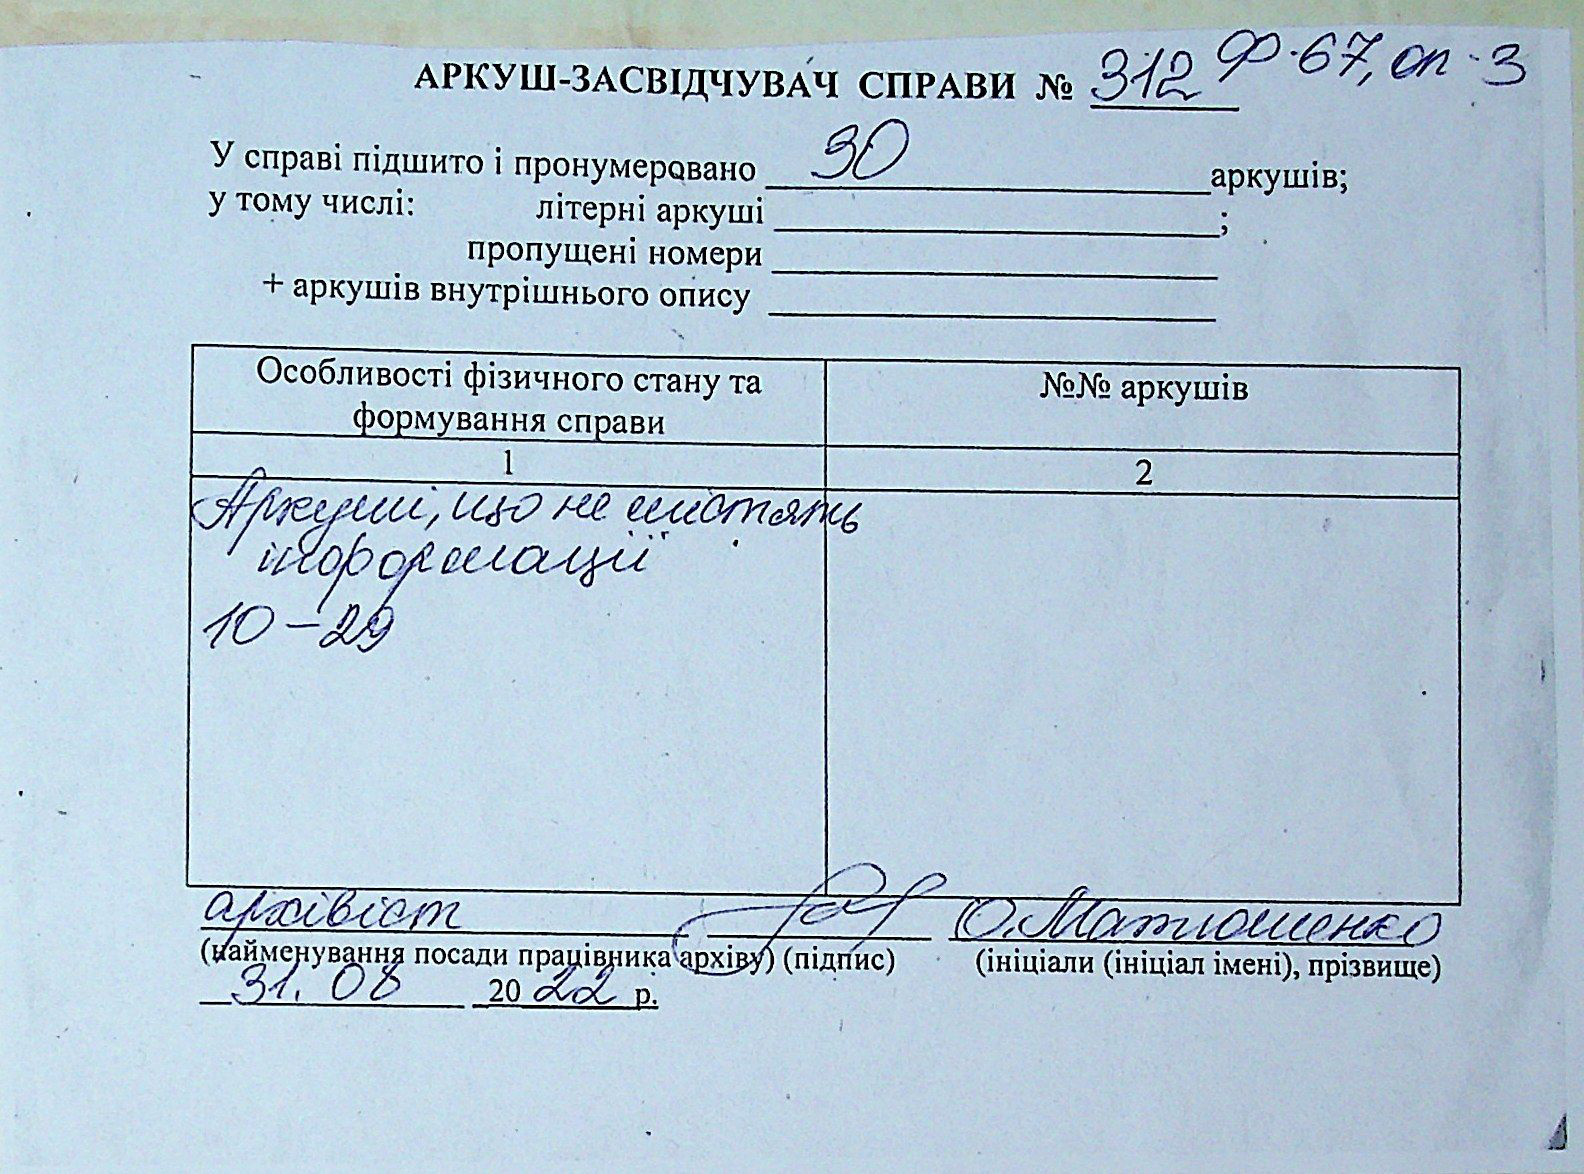 АРКУШ-ЗАСВІДЧУВАЧ СПРАВИ № 312 Ф·67, оп·3
У справі підшито і пронумеровано 30 аркушів;
у тому числі: літерні аркуші ;
пропущені номери
+ аркушів внутрішнього опису
Особливості фізичного стану та №№ аркушів
формування справи
1 2
Аркуші, що не містять
інформації
10 – 29
архівіст О. Матюшенко
(найменування посади працівника архіву) (підпис) (ініціали (ініціал імені), прізвище)
31. 08 2022 р.